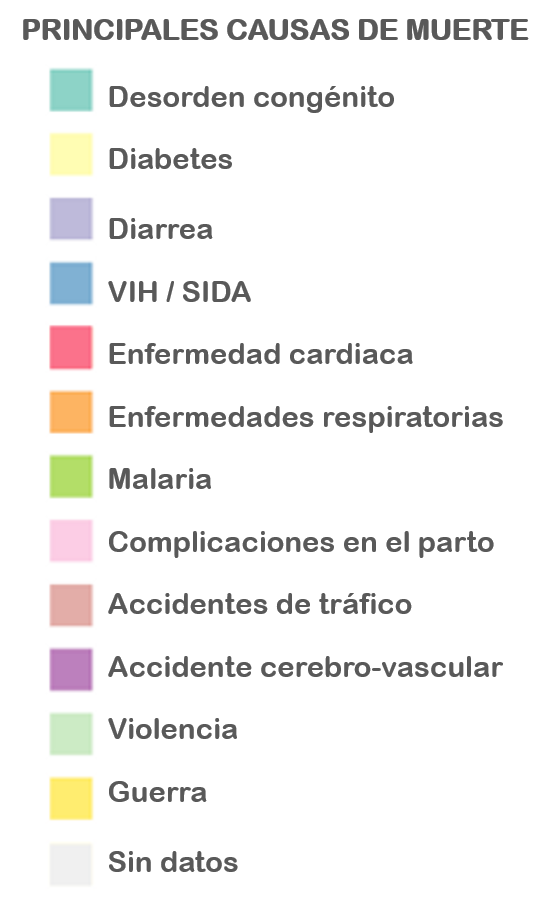 PRINCIPALES CAUSAS DE MUERTE
Desorden congénito
Diabetes
Diarrea
VIH / SIDA
Enfermedad cardiaca
Enfermedades respiratorias
Malaria
Complicaciones en el parto
Accidentes de tráfico
Accidente cerebro-vascular
Violencia
Guerra
Sin datos